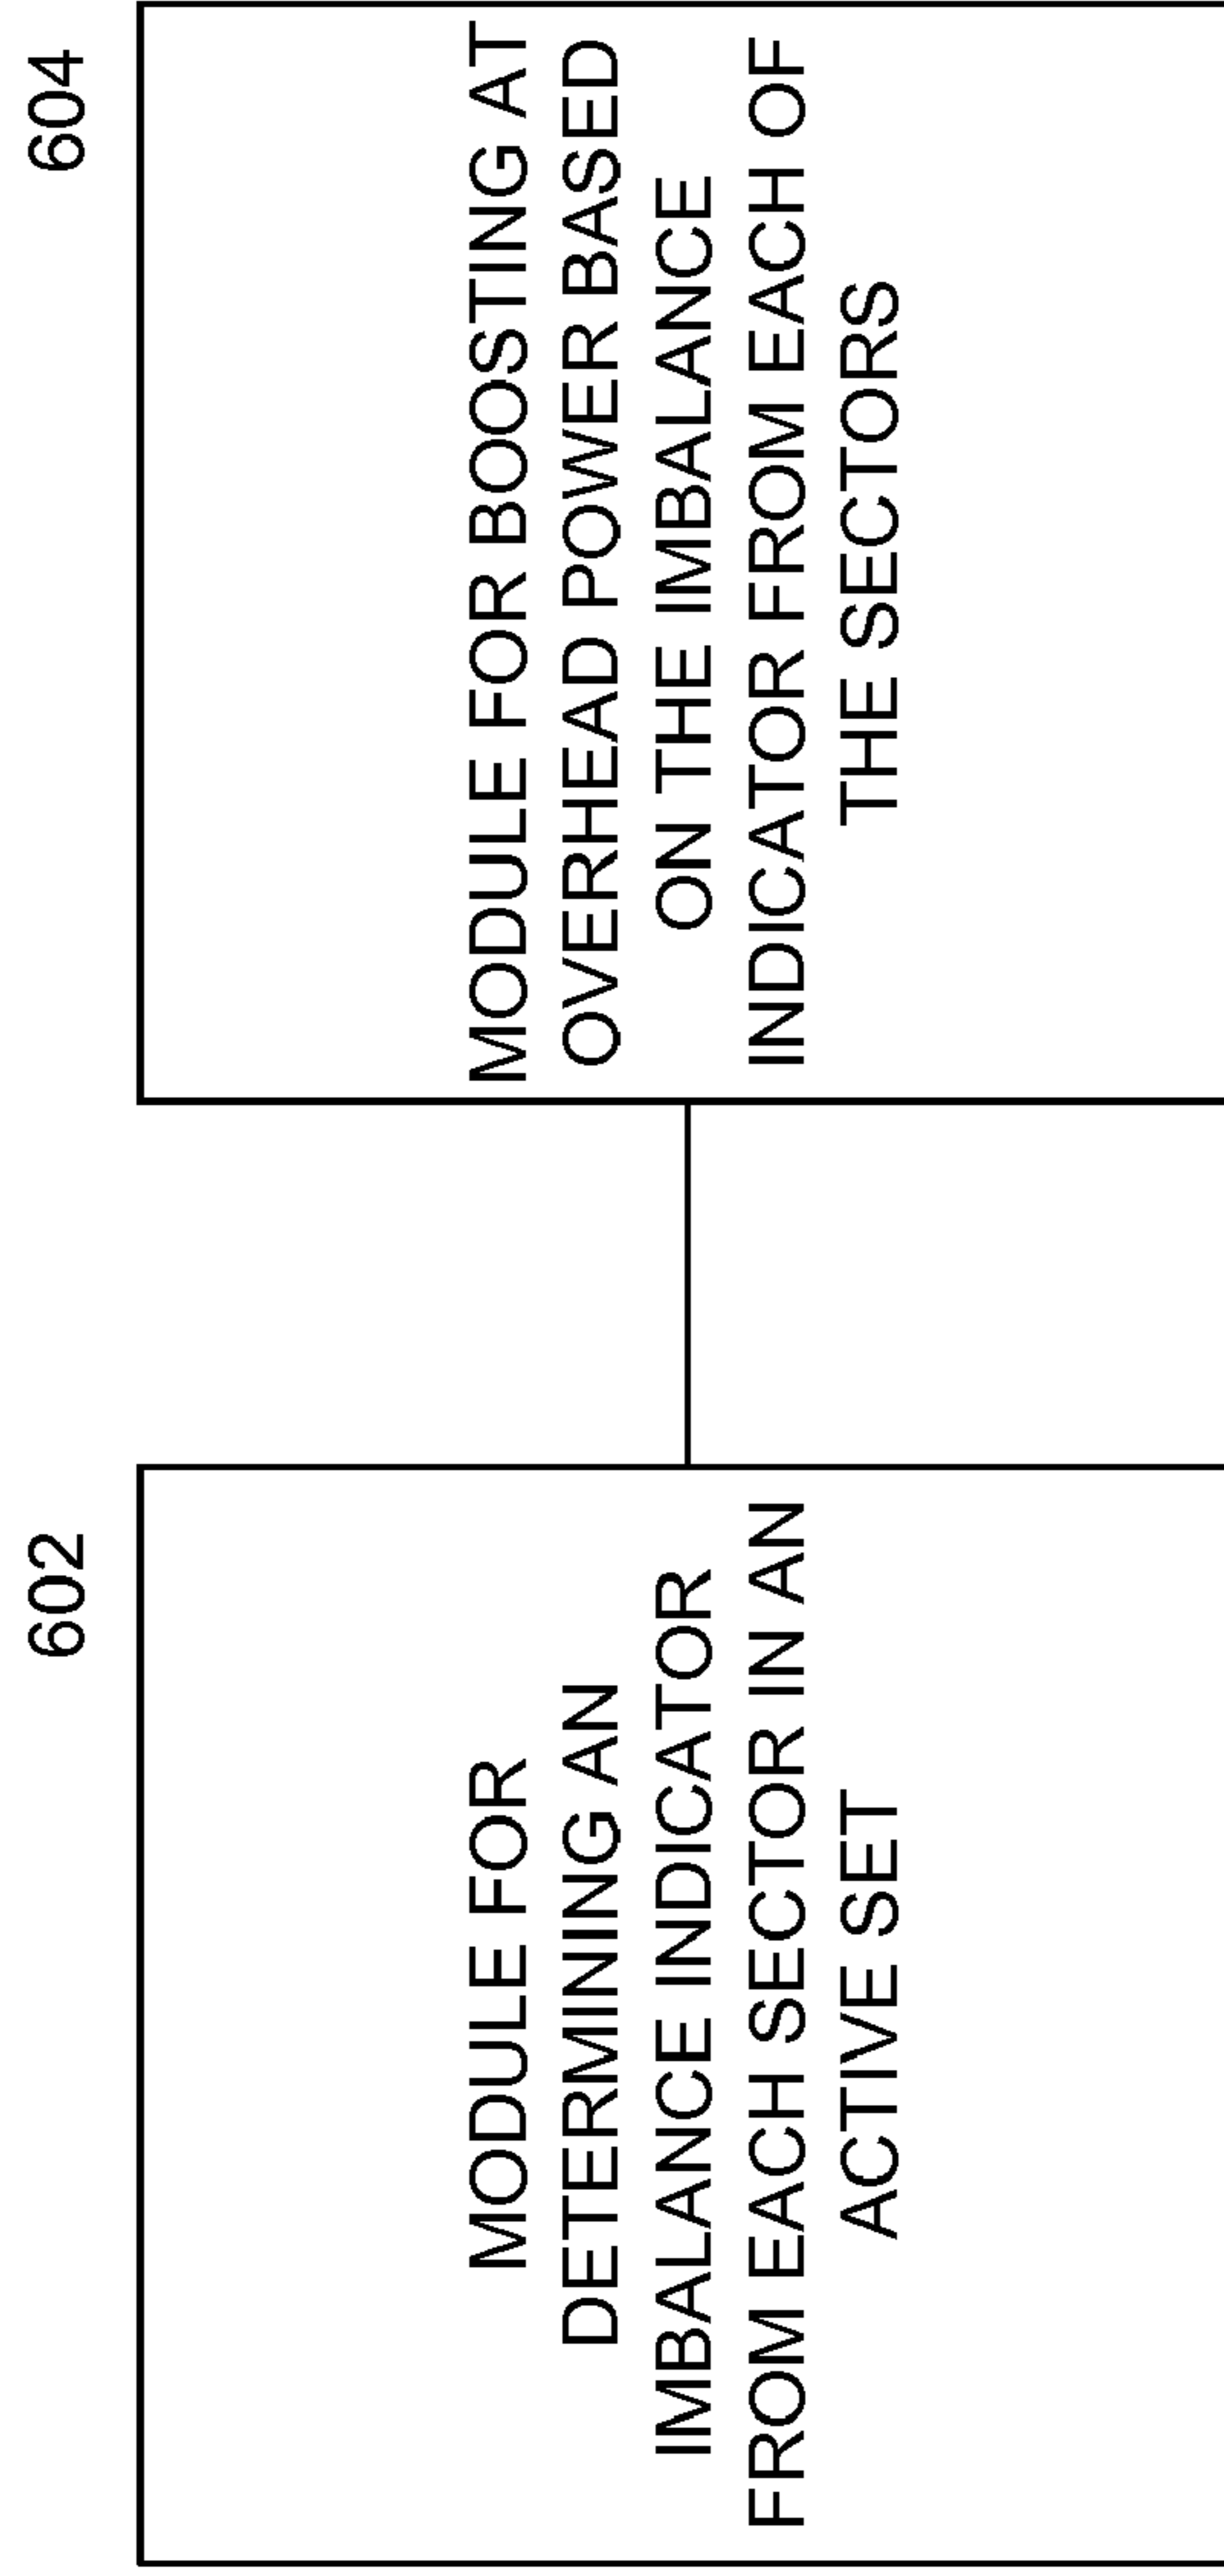 602
MODULE FOR
DETERMINING AN
IMBALANCE INDICATOR
FROM EACH SECTOR IN AN
ACTIVE SET
604
MODULE FOR BOOSTING AT
OVERHEAD POWER BASED
ON THE IMBALANCE
INDICATOR FROM EACH OF
THE SECTORS